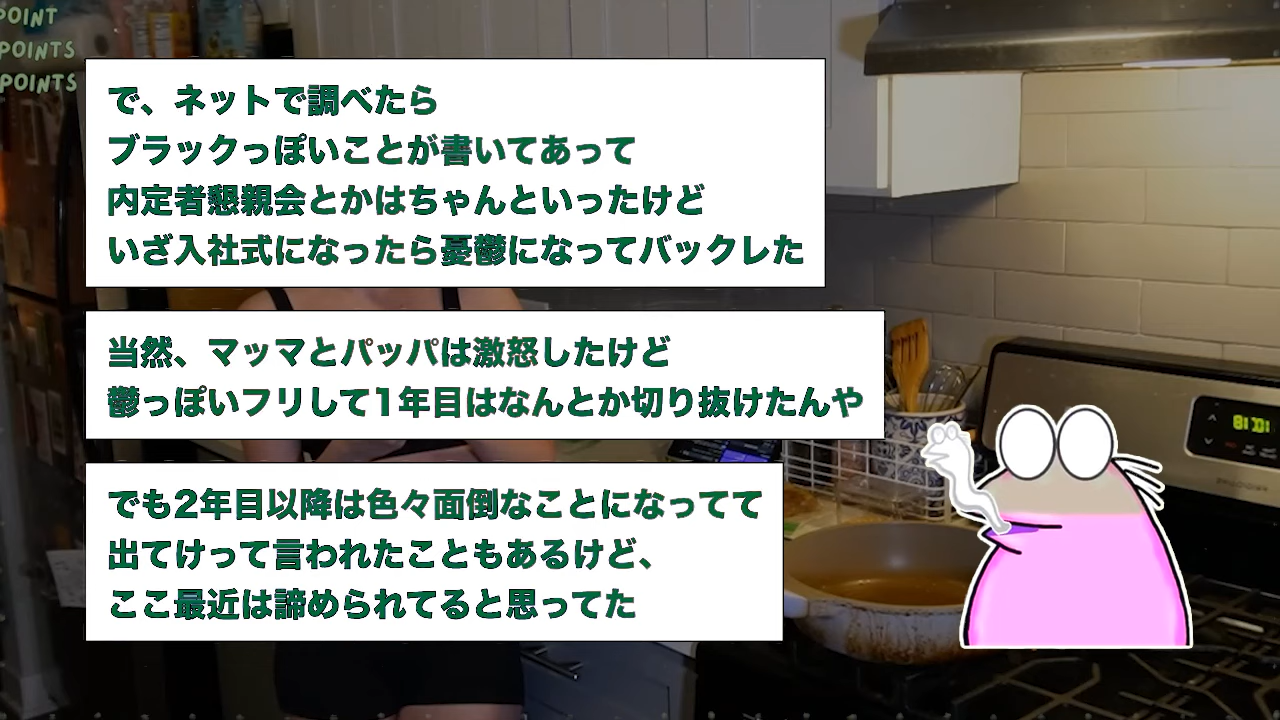 POINT
POINTS
POINTS
で、ネットで調べたら
ブラックっぽいことが書いてあって
内定者懇親会とかはちゃんといったけど
いざ入社式になったら憂鬱になってバックレた
当然、マッマとパッパは激怒したけど
鬱っぽいフリして1年目はなんとか切り抜けたんや
でも2年目以降は色々面倒なことになってて
出てけって言われたこともあるけど、
ここ最近は諦められてると思ってた